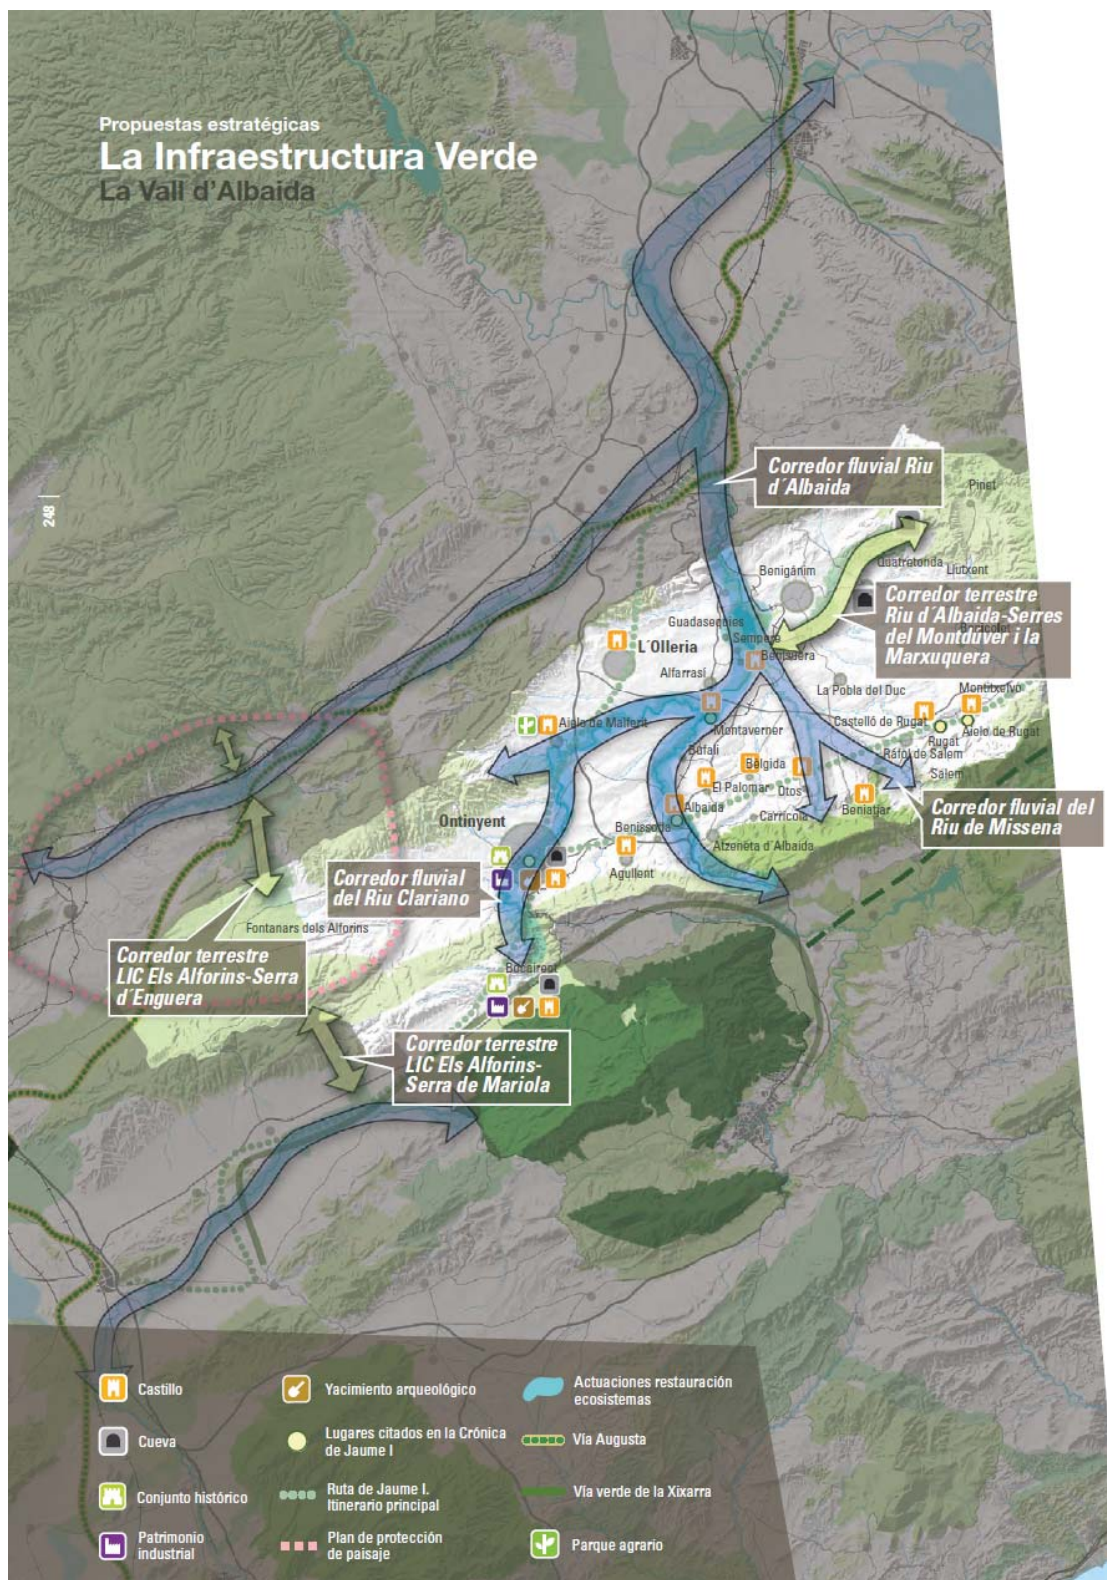 Propuestas estratégicas
La Infraestructura Verde
La Vall d'Albaida
248
Corredor fluvial Riu
d´Albaida
Pinet
Quatretonda
Llutxent
Benigánim
Corredor terrestre
Riu d´Albaida-Serres
del Montdúver i la
Marxuquera
Guadasequies
Sempere
Benisuera
L´Olleria
Alfarrasí
La Pobla del Duc
Montitxelvo
Aielo de Malferit
Montaverner
Castelló de Rugat
Aielo de Rugat
Rugat
Ráfol de Salem
Bufali
Bèlgida
Salem
El Palomar
Otos
Albaida
Beniatjar
Corredor fluvial del
Riu de Missena
Carrícola
Ontinyent
Benissoda
Atzeneta d´Albaida
Agullent
Corredor fluvial
del Riu Clariano
Fontanars dels Alforins
Corredor terrestre
LIC Els Alforins-Serra
d´Enguera
Bocairent
Corredor terrestre
LIC Els Alforins-
Serra de Mariola
Castillo
Cueva
Conjunto histórico
Patrimonio
industrial
Yacimiento arqueológico
Lugares citados en la Crónica
de Jaume I
Ruta de Jaume I.
Itinerario principal
Plan de protección
de paisaje
Actuaciones restauración
ecosistemas
Vía Augusta
Vía verde de la Xixarra
Parque agrario